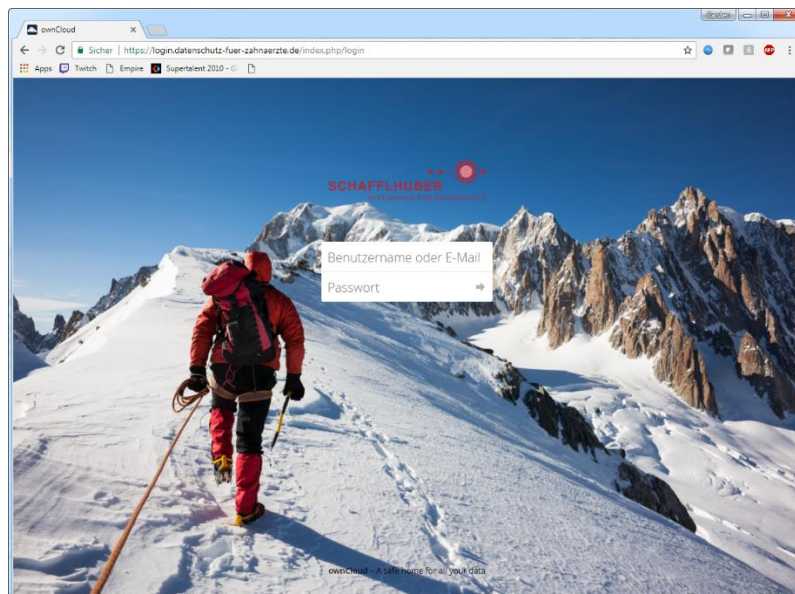 ownCloud
Sicher | https://login.datenschutz-fuer-zahnaerzte.de/index.php/login
Apps Twitch Empire Supertalent 2010 - G
SCHAFFLHUBER
Benutzername oder E-Mail
Passwort
ownCloud – A safe home for all your data